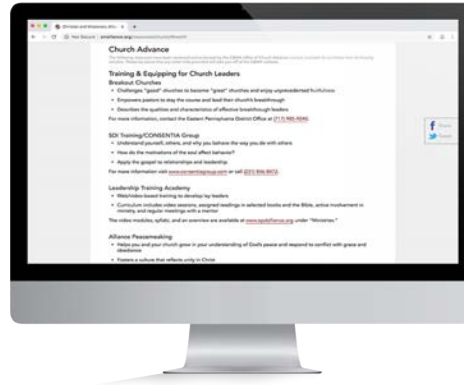 Not Secure
Church Advance
Training & Equipping for Church Leaders
Breakout Churches
• Challenges "good" churches to become "great" churches and enjoy unprecedented fruitfulness
• Empowers pastors to stay the course and lead their church's breakthrough
• Describes the qualities and characteristics of effective breakthrough leaders
For more information, contact the Eastern Pennsylvania District Office at (717) 985-9240.
SDI Training/CONSENTIA Group
• Understand yourself, others, and why you behave the way you do with others
• How do the motivations of the soul affect behavior?
• Apply the gospel to relationships and leadership
For more information visit www.consentiagroup.com or call
Leadership Training Academy
• Web/video-based training to develop lay leaders
• Curriculum includes video sessions, assigned readings in selected books and the Bible, active involvement in
ministry, and regular meetings with a mentor
The video modules, syllabi, and an overview are available at www.epdalliance.org under "Ministries."
Alliance Peacemaking
• Helps you and your church grow in your understanding of God's peace and respond to conflict with grace and
obedience
• Fosters a culture that reflects unity in Christ
f Share
Tweet